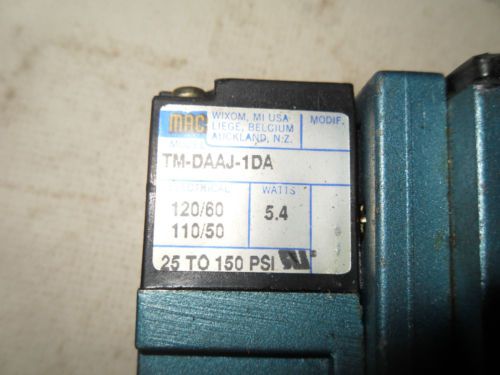 MAC
WIXOM, MI USA
LIEGE, BELGIUM
AUCKLAND, N.Z.
MODIF.
TM-DAAJ-1DA
ELECTRICAL
WATTS
120/60
5.4
110/50
25 TO 150 PSI